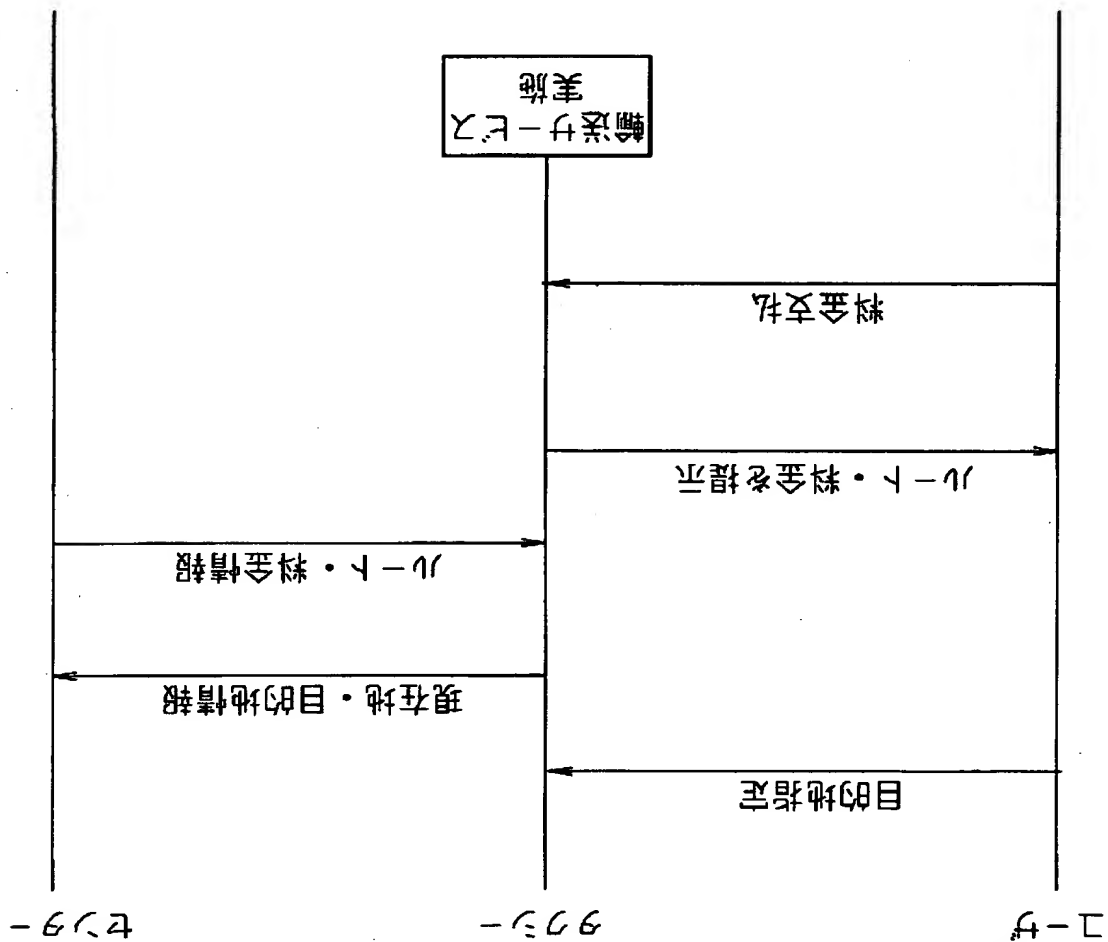 ユーザ
タクシー
センター
目的地指定
現在地・目的地情報
ルート・料金情報
ルート・料金を提示
料金支払
輸送サービス
実施